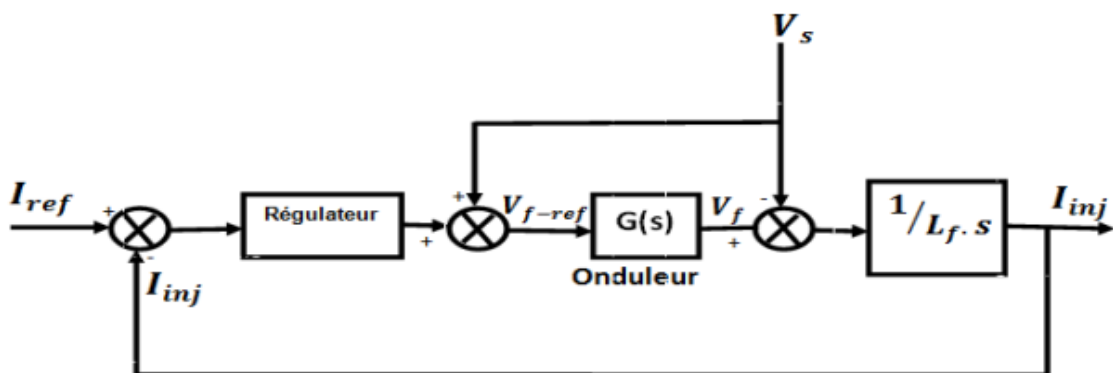 V_s
I_ref
+
-
I_inj
Régulateur
+
+
V_f-ref
G(s)
Onduleur
V_f
+
-
1/L_f. s
I_inj